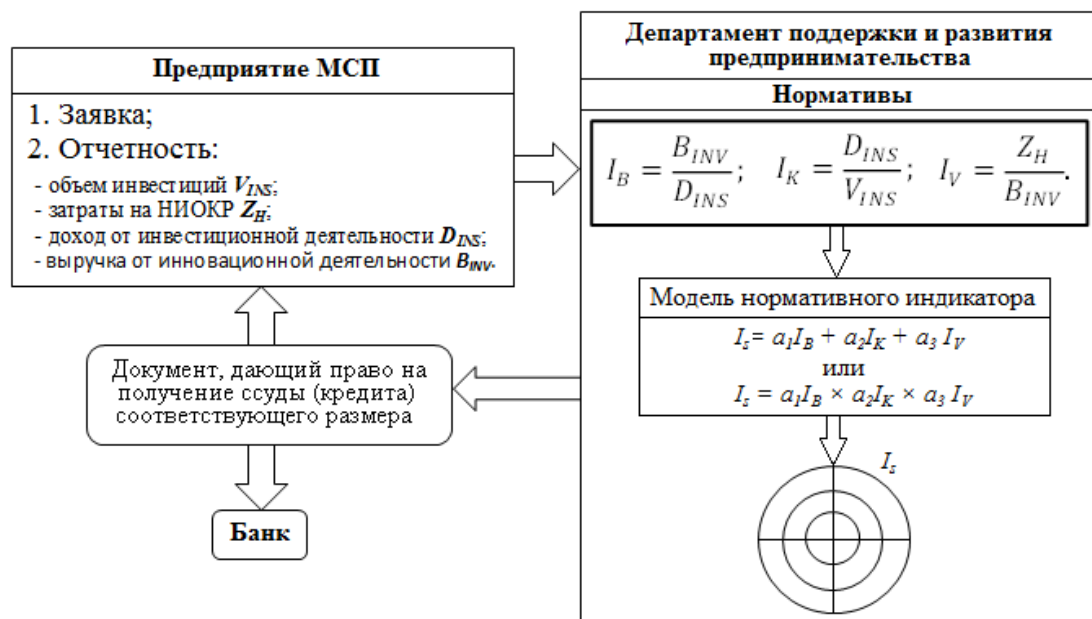 Предприятие МСП
1. Заявка;
2. Отчетность:
- объем инвестиций V_INS;
- затраты на НИОКР Z_H;
- доход от инвестиционной деятельности D_INS;
- выручка от инновационной деятельности B_INV.
Департамент поддержки и развития
предпринимательства
Нормативы
I_B = B_INV / D_INS; I_K = D_INS / V_INS; I_V = Z_H / B_INV.
Модель нормативного индикатора
I_s = a_1I_B + a_2I_K + a_3 I_V
или
I_s = a_1I_B × a_2I_K × a_3 I_V
I_s
Документ, дающий право на
получение ссуды (кредита)
соответствующего размера
Банк